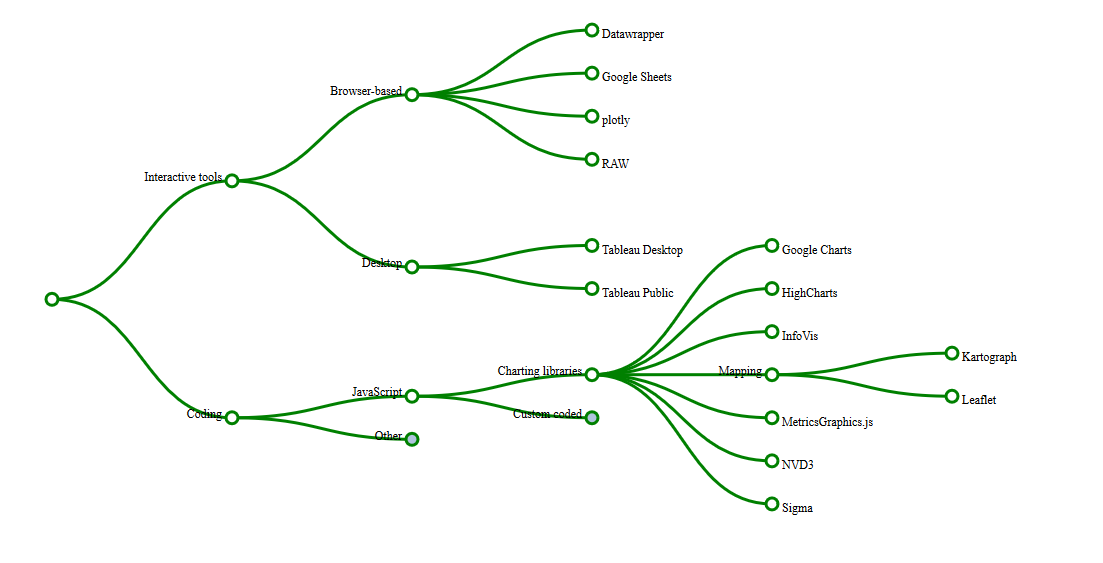 Datawrapper
Google Sheets
Browser-based
plotly
RAW
Interactive tools
Tableau Desktop
Google Charts
Desktop
Tableau Public
HighCharts
InfoVis
Kartograph
Charting libraries
Mapping
JavaScript
Leaflet
Coding
Custom coded
MetricsGraphics.js
Other
NVD3
Sigma